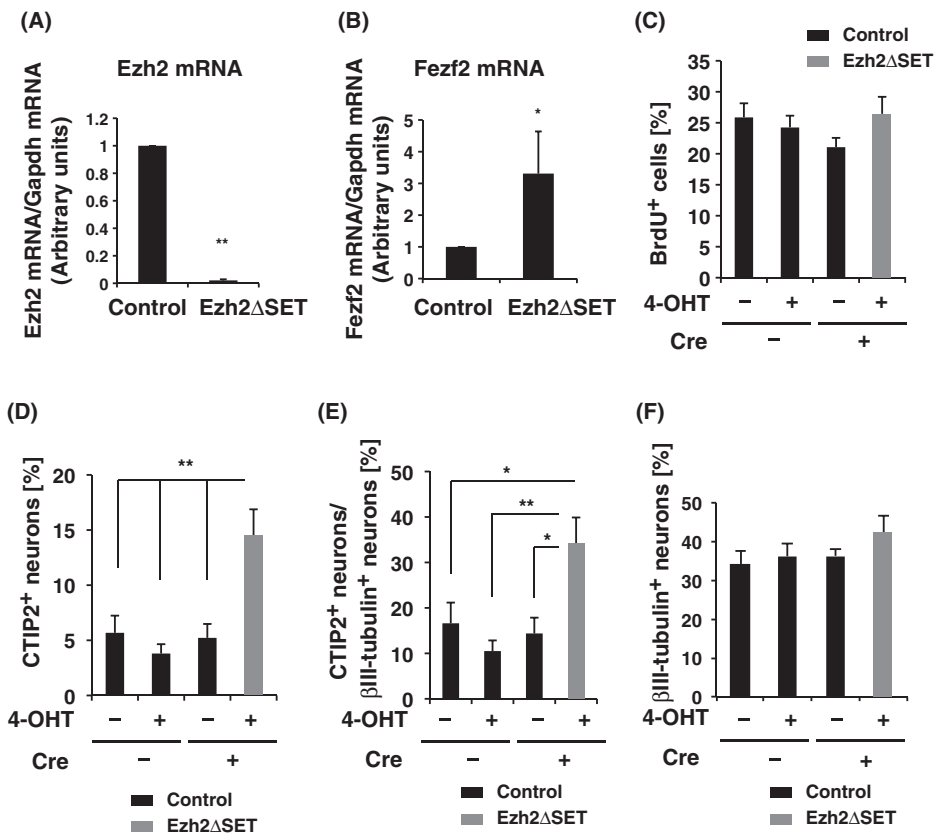 (A)
Ezh2 mRNA
Ezh2 mRNA/Gapdh mRNA
(Arbitrary units)
1.2
1
0.8
0.6
0.4
0.2
0
**
Control Ezh2ΔSET
(B)
Fezf2 mRNA
Fezf2 mRNA/Gapdh mRNA
(Arbitrary units)
5
4
3
2
1
0
*
Control Ezh2ΔSET
(C)
Control
Ezh2ΔSET
BrdU+ cells [%]
35
30
25
20
15
10
5
0
4-OHT − + − +
Cre − +
(D)
CTIP2+ neurons [%]
20
15
10
5
0
**
4-OHT − + − +
Cre − +
Control
Ezh2ΔSET
(E)
CTIP2+ neurons/
βIII-tubulin+ neurons [%]
50
40
30
20
10
0
*
**
*
4-OHT − + − +
Cre − +
Control
Ezh2ΔSET
(F)
βIII-tubulin+ neurons [%]
50
40
30
20
10
0
4-OHT − + − +
Cre − +
Control
Ezh2ΔSET